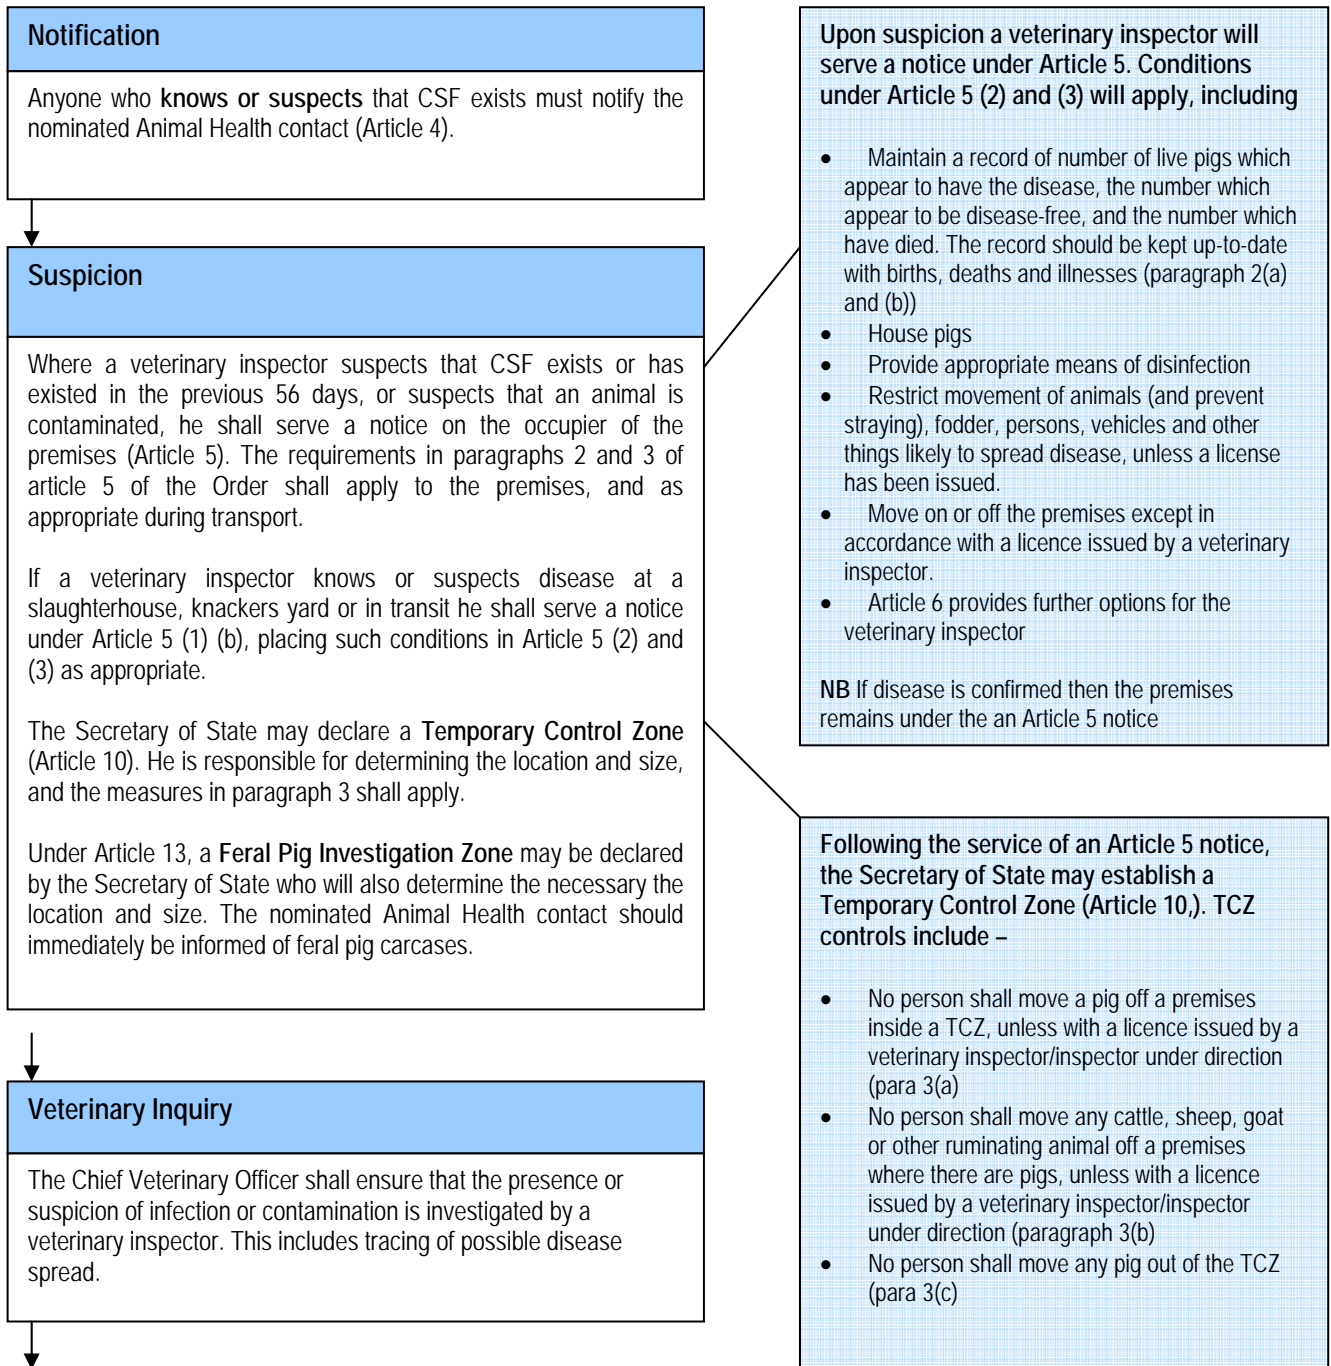 Notification
Anyone who knows or suspects that CSF exists must notify the
nominated Animal Health contact (Article 4).
Suspicion
Where a veterinary inspector suspects that CSF exists or has
existed in the previous 56 days, or suspects that an animal is
contaminated, he shall serve a notice on the occupier of the
premises (Article 5). The requirements in paragraphs 2 and 3 of
article 5 of the Order shall apply to the premises, and as
appropriate during transport.
If a veterinary inspector knows or suspects disease at a
slaughterhouse, knackers yard or in transit he shall serve a notice
under Article 5 (1) (b), placing such conditions in Article 5 (2) and
(3) as appropriate.
The Secretary of State may declare a Temporary Control Zone
(Article 10). He is responsible for determining the location and size,
and the measures in paragraph 3 shall apply.
Under Article 13, a Feral Pig Investigation Zone may be declared
by the Secretary of State who will also determine the necessary the
location and size. The nominated Animal Health contact should
immediately be informed of feral pig carcases.
Veterinary Inquiry
The Chief Veterinary Officer shall ensure that the presence or
suspicion of infection or contamination is investigated by a
veterinary inspector. This includes tracing of possible disease
spread.
Upon suspicion a veterinary inspector will
serve a notice under Article 5. Conditions
under Article 5 (2) and (3) will apply, including
• Maintain a record of number of live pigs which
appear to have the disease, the number which
appear to be disease-free, and the number which
have died. The record should be kept up-to-date
with births, deaths and illnesses (paragraph 2(a)
and (b))
• House pigs
• Provide appropriate means of disinfection
• Restrict movement of animals (and prevent
straying), fodder, persons, vehicles and other
things likely to spread disease, unless a license
has been issued.
• Move on or off the premises except in
accordance with a licence issued by a veterinary
inspector.
• Article 6 provides further options for the
veterinary inspector
NB If disease is confirmed then the premises
remains under the an Article 5 notice
Following the service of an Article 5 notice,
the Secretary of State may establish a
Temporary Control Zone (Article 10,). TCZ
controls include –
• No person shall move a pig off a premises
inside a TCZ, unless with a licence issued by a
veterinary inspector/inspector under direction
(para 3(a)
• No person shall move any cattle, sheep, goat
or other ruminating animal off a premises
where there are pigs, unless with a licence
issued by a veterinary inspector/inspector
under direction (paragraph 3(b)
• No person shall move any pig out of the TCZ
(para 3(c)